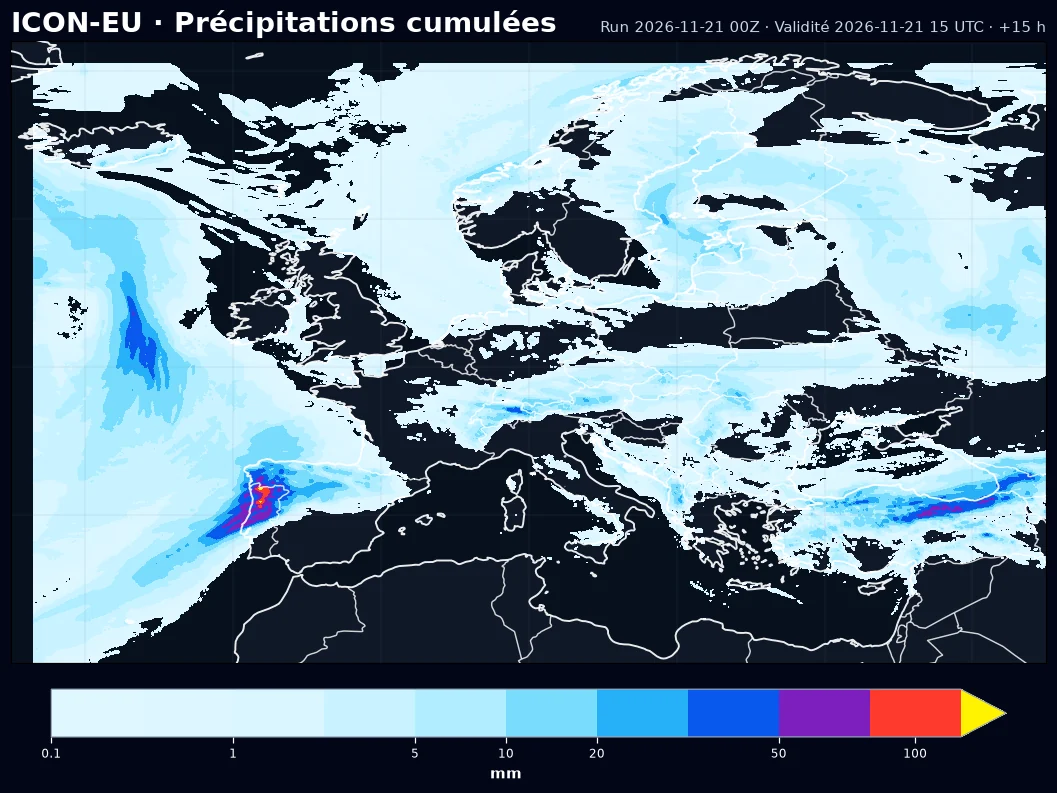 ICON-EU · Précipitations cumulées
Run 2026-11-21 00Z · Validité 2026-11-21 15 UTC · +15 h
0.1 1 5 10 20 50 100
mm